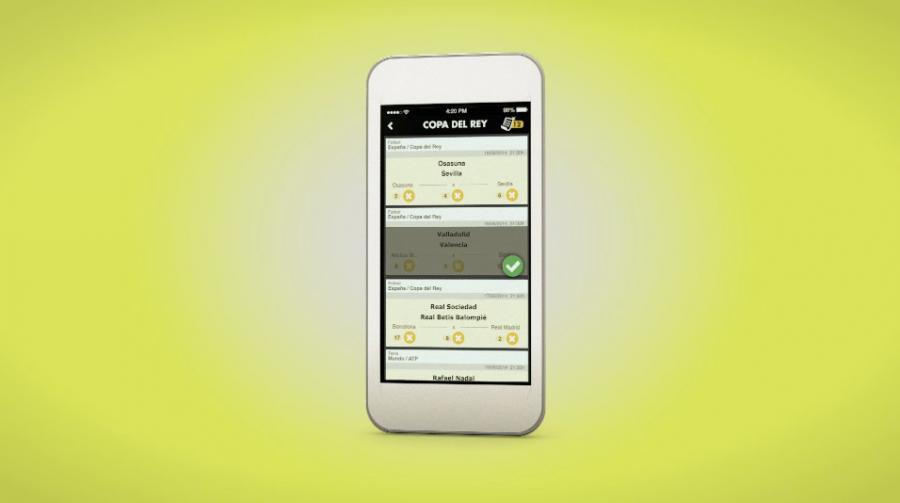 4:20 PM
COPA DEL REY
12
Fútbol
España / Copa del Rey
Osasuna
Sevilla
Osasuna x Sevilla
2 4 6
Fútbol
España / Copa del Rey
Valladolid
Valencia
Fútbol
España / Copa del Rey
Real Sociedad
Real Betis Balompié
Barcelona x Real Madrid
17 8 2
Tenis
Mundo / ATP
Rafael Nadal